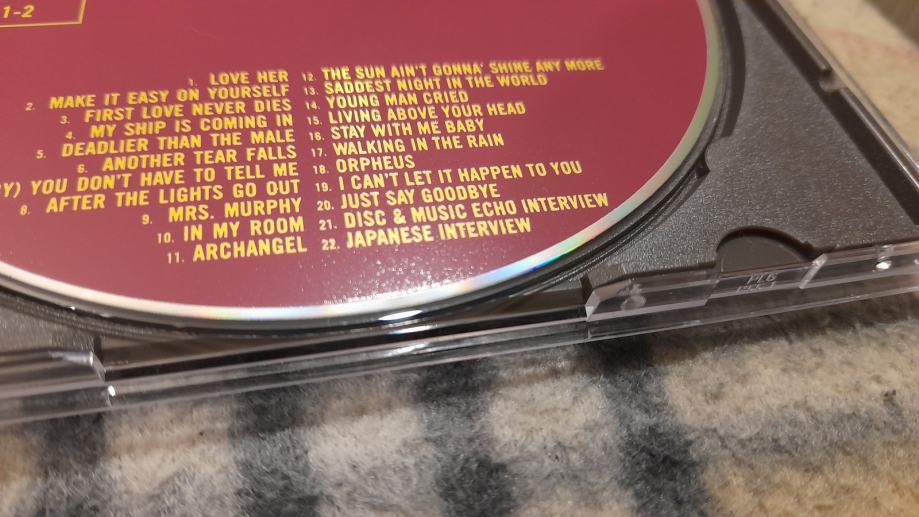 1-2
1. LOVE HER
2. MAKE IT EASY ON YOURSELF
3. FIRST LOVE NEVER DIES
4. MY SHIP IS COMING IN
5. DEADLIER THAN THE MALE
6. ANOTHER TEAR FALLS
Y) YOU DON'T HAVE TO TELL ME
8. AFTER THE LIGHTS GO OUT
9. MRS. MURPHY
10. IN MY ROOM
11. ARCHANGEL
12. THE SUN AIN'T GONNA' SHINE ANY MORE
13. SADDEST NIGHT IN THE WORLD
14. YOUNG MAN CRIED
15. LIVING ABOVE YOUR HEAD
16. STAY WITH ME BABY
17. WALKING IN THE RAIN
18. ORPHEUS
19. I CAN'T LET IT HAPPEN TO YOU
20. JUST SAY GOODBYE
21. DISC & MUSIC ECHO INTERVIEW
22. JAPANESE INTERVIEW